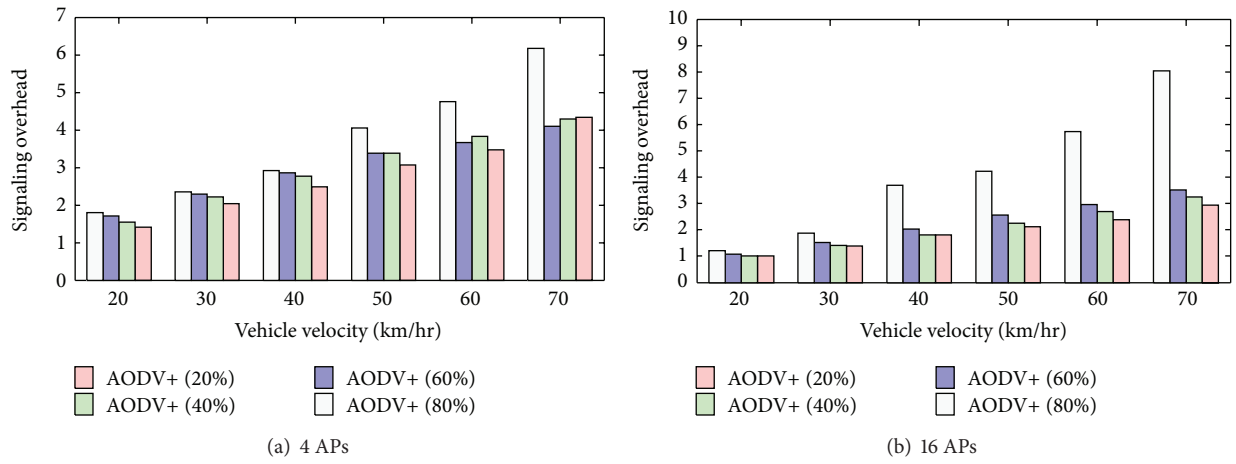 7
6
5
4
3
2
1
0
Signaling overhead
20 30 40 50 60 70
Vehicle velocity (km/hr)
AODV+ (20%) AODV+ (60%)
AODV+ (40%) AODV+ (80%)
(a) 4 APs
10
9
8
7
6
5
4
3
2
1
0
Signaling overhead
20 30 40 50 60 70
Vehicle velocity (km/hr)
AODV+ (20%) AODV+ (60%)
AODV+ (40%) AODV+ (80%)
(b) 16 APs